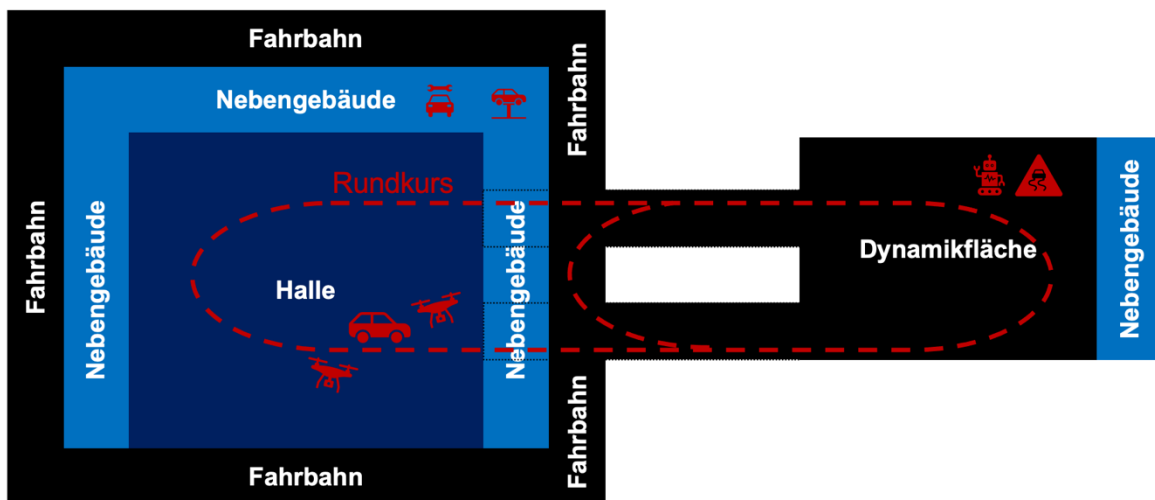 Fahrbahn
Fahrbahn
Nebengebäude
Rundkurs
Nebengebäude
Fahrbahn
Nebengebäude
Halle
Dynamikfläche
Nebengebäude
Fahrbahn
Fahrbahn